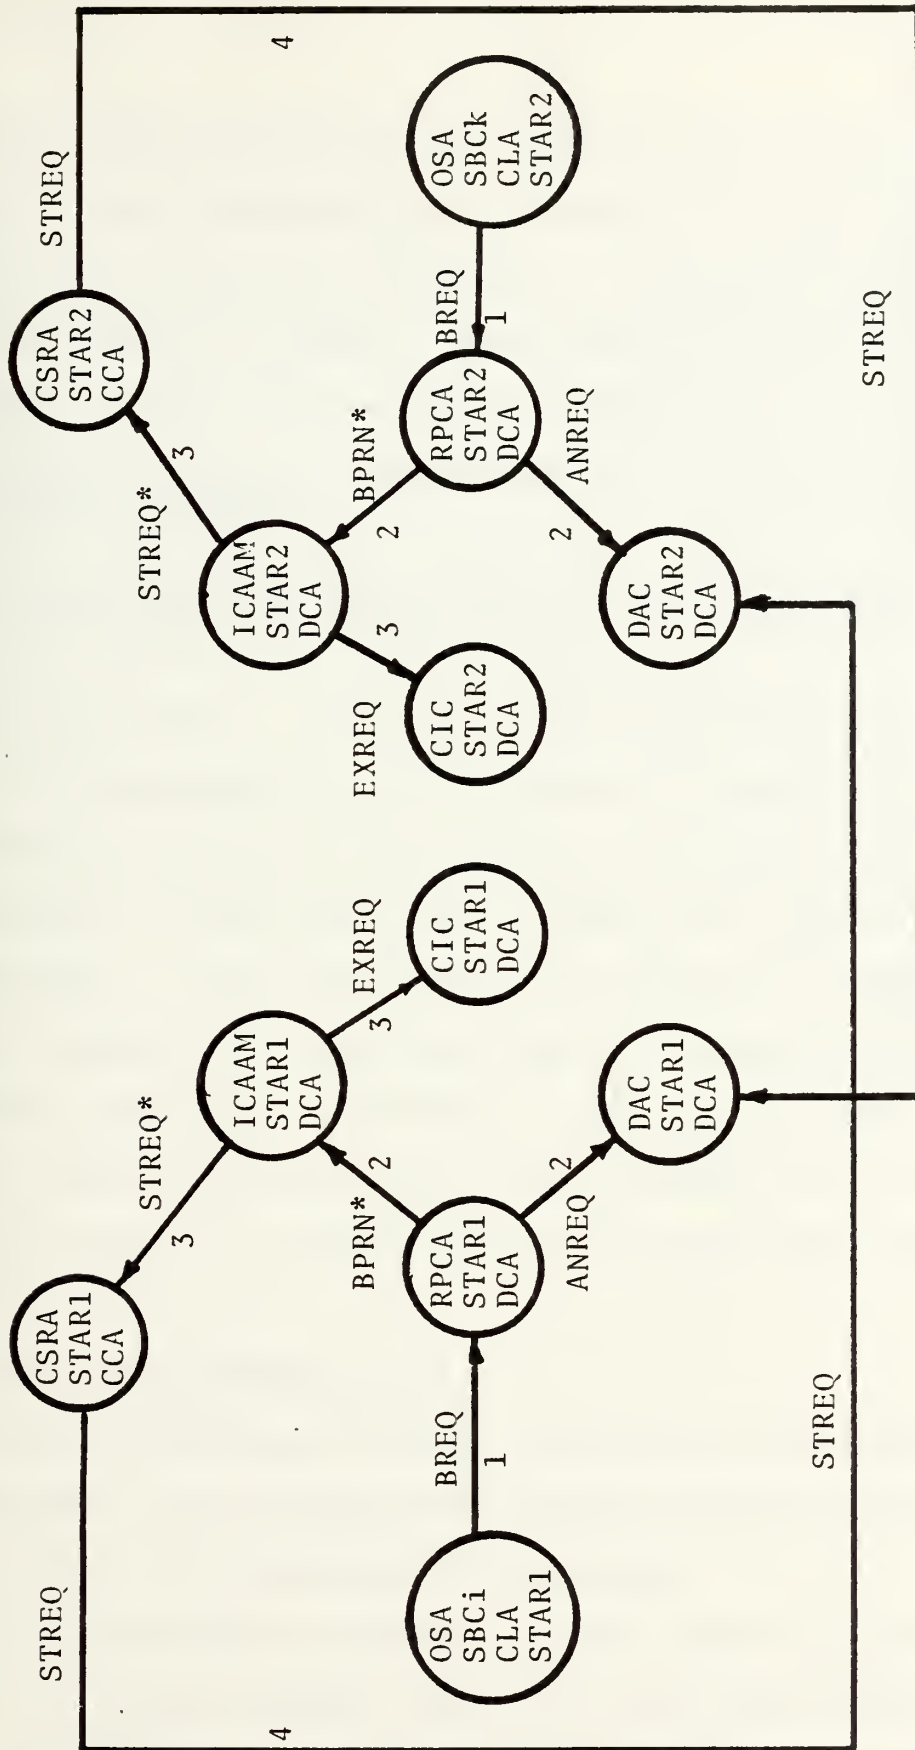 STREQ
4
CSRA
STAR1
CCA
STREQ*
3
ICAAM
STAR1
DCA
EXREQ
3
CIC
STAR1
DCA
BPRN*
2
OSA
SBCi
CLA
STAR1
BREQ
1
RPCA
STAR1
DCA
ANREQ
2
DAC
STAR1
DCA
STREQ
STREQ
4
CSRA
STAR2
CCA
STREQ*
3
ICAAM
STAR2
DCA
EXREQ
3
CIC
STAR2
DCA
BPRN*
2
RPCA
STAR2
DCA
BREQ
1
OSA
SBCk
CLA
STAR2
ANREQ
2
DAC
STAR2
DCA
STREQ